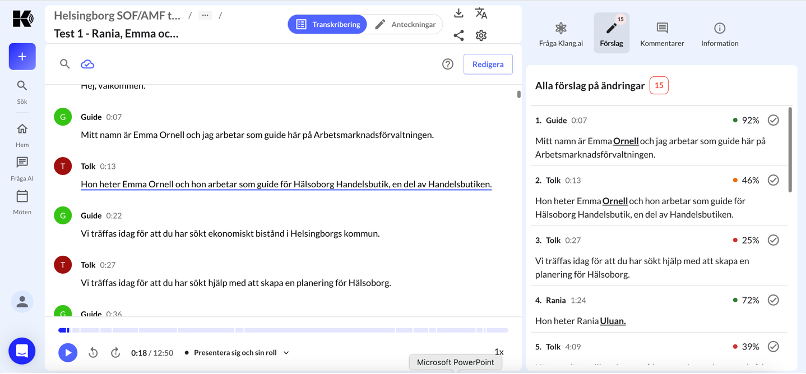 Helsingborg SOF/AMF t... / ... /
Test 1 - Rania, Emma oc...
Transkribering
Anteckningar
Redigera
Sök
Hem
Fråga AI
Möten
Hej, välkommen.
G Guide 0:07
Mitt namn är Emma Ornell och jag arbetar som guide här på Arbetsmarknadsförvaltningen.
T Tolk 0:13
Hon heter Emma Ornell och hon arbetar som guide för Hälsoborg Handelsbutik, en del av Handelsbutiken.
G Guide 0:22
Vi träffas idag för att du har sökt ekonomiskt bistånd i Helsingborgs kommun.
T Tolk 0:27
Vi träffas idag för att du har sökt hjälp med att skapa en planering för Hälsoborg.
G Guide 0:36
0:18 / 12:50
Presentera sig och sin roll
1x
Microsoft PowerPoint
Fråga Klang.ai
15
Förslag
Kommentarer
Information
Alla förslag på ändringar 15
1. Guide 0:07 92%
Mitt namn är Emma Ornell och jag arbetar som guide här på
Arbetsmarknadsförvaltningen.
2. Tolk 0:13 46%
Hon heter Emma Ornell och hon arbetar som guide för
Hälsoborg Handelsbutik, en del av Handelsbutiken.
3. Tolk 0:27 25%
Vi träffas idag för att du har sökt hjälp med att skapa en
planering för Hälsoborg.
4. Rania 1:24 72%
Hon heter Rania Uluan.
5. Tolk 4:09 39%